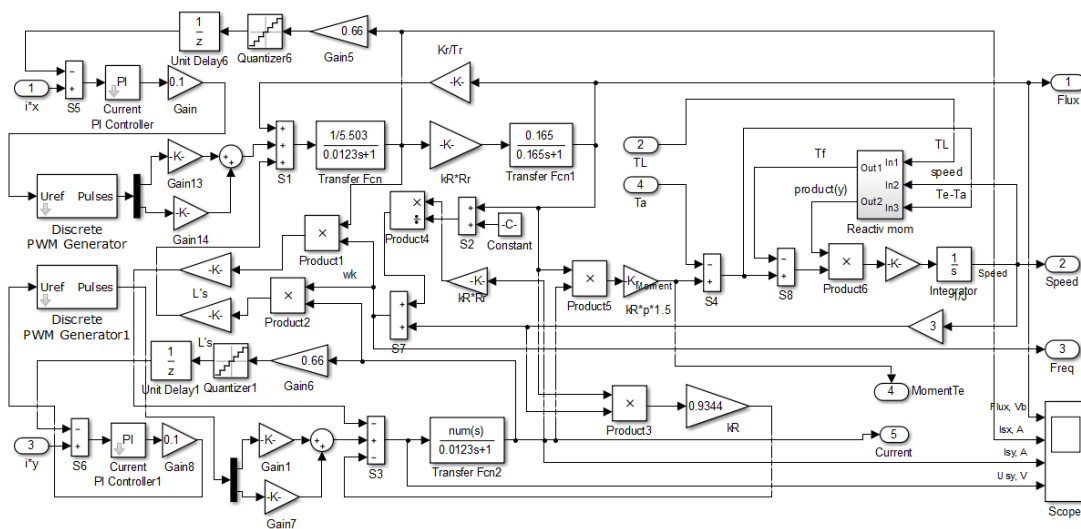 1
z
Unit Delay6
Quantizer6
0.66
Gain5
Kr/Tr
-K-
1
i*x
S5
PI
Current
PI Controller
0.1
Gain
1
Flux
S1
1/5.503
0.0123s+1
Transfer Fcn
-K-
kR*Rr
0.165
0.165s+1
Transfer Fcn1
2
TL
4
Ta
Tf
TL
product(y)
speed
Te-Ta
Out1
Out2
In1
In2
In3
Reactiv mom
-K-
Gain13
-K-
Gain14
Uref
Pulses
Discrete
PWM Generator
Product4
S2
-C-
Constant
Product1
wk
-K-
L's
-K-
L's
Product2
-K-
kR*Rr
S7
Product5
-K-
Moment
kR*p*1.5
S4
S8
Product6
-K-
1
s
Integrator
Speed
2
Speed
3
Uref
Pulses
Discrete
PWM Generator1
1
z
Unit Delay1
Quantizer1
0.66
Gain6
3
Freq
4
MomentTe
3
i*y
S6
PI
Current
PI Controller1
0.1
Gain8
-K-
Gain1
-K-
Gain7
S3
num(s)
0.0123s+1
Transfer Fcn2
Product3
0.9344
kR
5
Current
Flux, Vb
Isx, A
Isy, A
Usy, V
Scope